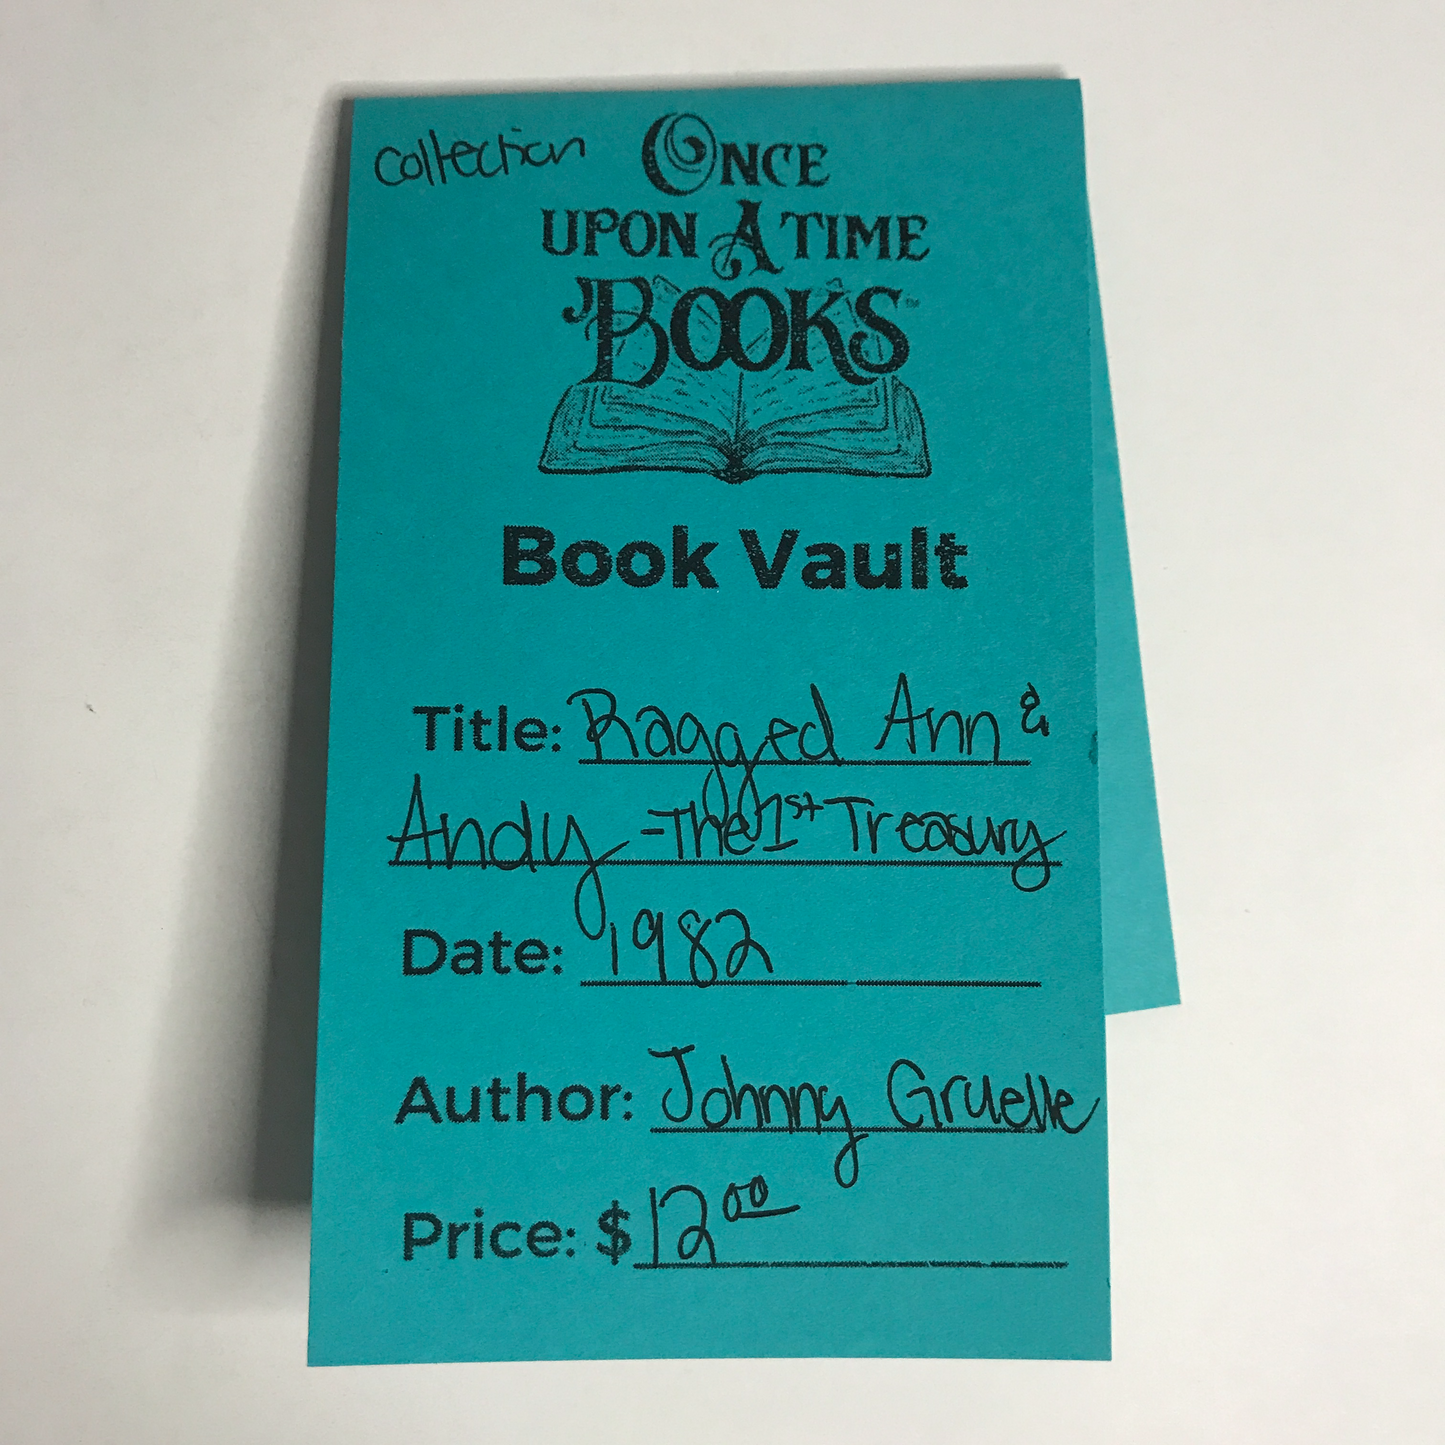 collection
ONCE
UPON A TIME
BOOKS™
Book Vault
Title: Ragged Ann &
Andy - The 1st Treasury
Date: 1982
Author: Johnny Gruelle
Price: $12.00